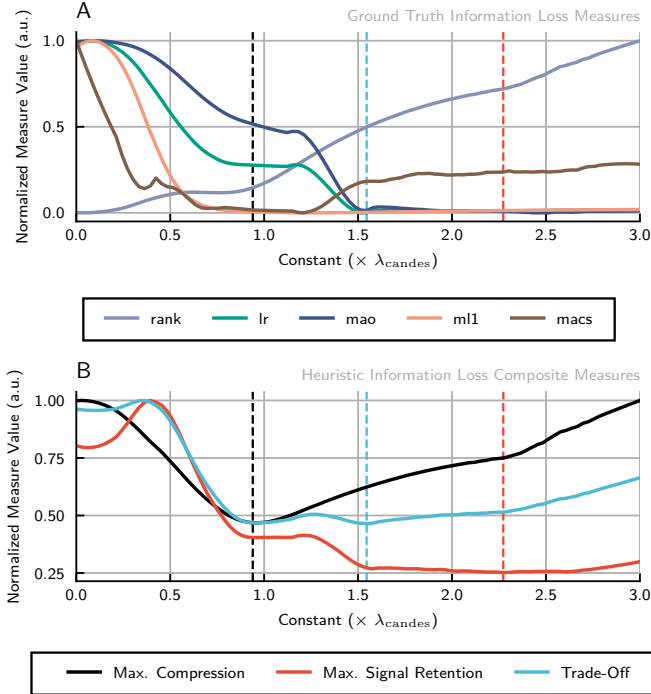 A
Ground Truth Information Loss Measures
Normalized Measure Value (a.u.)
1.0
0.5
0.0
0.0 0.5 1.0 1.5 2.0 2.5 3.0
Constant (× λcandes)
rank lr mao ml1 macs
B
Heuristic Information Loss Composite Measures
Normalized Measure Value (a.u.)
1.00
0.75
0.50
0.25
0.0 0.5 1.0 1.5 2.0 2.5 3.0
Constant (× λcandes)
Max. Compression Max. Signal Retention Trade-Off